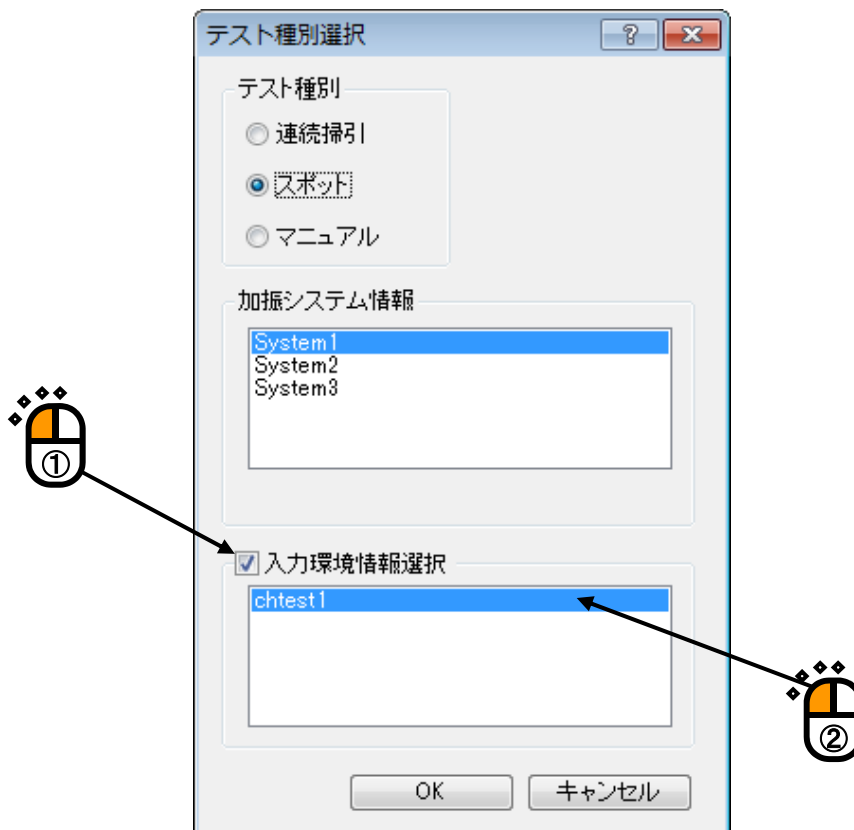 テスト種別選択
テスト種別
連続掃引
スポット
マニュアル
加振システム情報
System1
System2
System3
①
入力環境情報選択
chtest1
②
OK
キャンセル